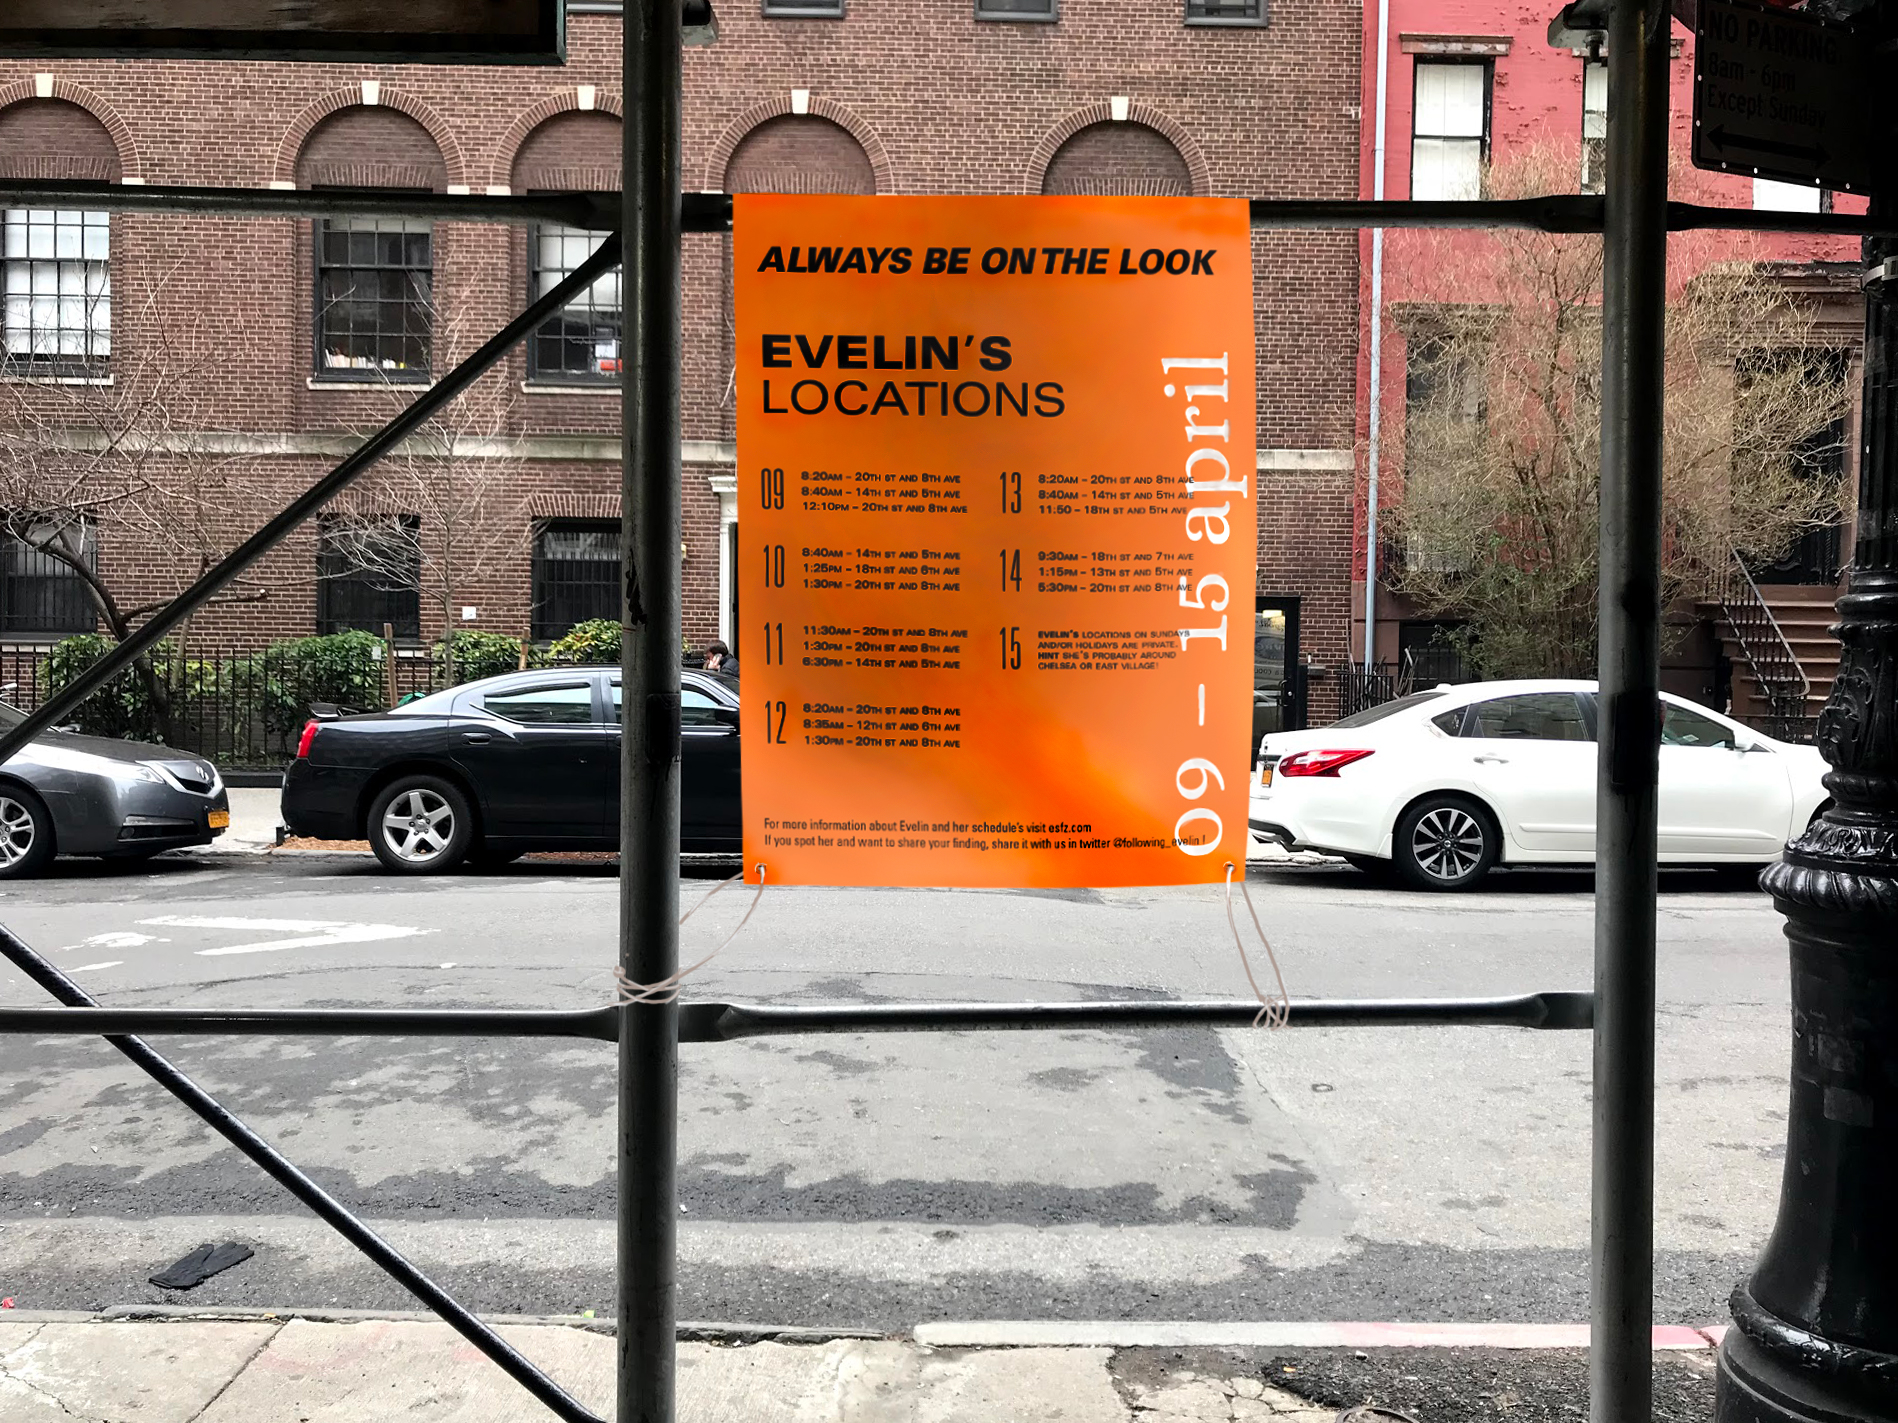 ALWAYS BE ON THE LOOK
EVELIN'S
LOCATIONS
09
8:20AM – 20TH ST AND 8TH AVE
8:40AM – 14TH ST AND 5TH AVE
12:10PM – 20TH ST AND 8TH AVE
10
8:40AM – 14TH ST AND 5TH AVE
1:25PM – 18TH ST AND 6TH AVE
1:30PM – 20TH ST AND 8TH AVE
11
11:30AM – 20TH ST AND 8TH AVE
1:30PM – 20TH ST AND 8TH AVE
6:30PM – 14TH ST AND 5TH AVE
12
8:20AM – 20TH ST AND 8TH AVE
8:35AM – 12TH ST AND 6TH AVE
1:30PM – 20TH ST AND 8TH AVE
13
8:20AM – 20TH ST AND 8TH AVE
8:40AM – 14TH ST AND 5TH AVE
11:50 – 18TH ST AND 5TH AVE
14
9:30AM – 18TH ST AND 7TH AVE
1:15PM – 13TH ST AND 5TH AVE
5:30PM – 20TH ST AND 8TH AVE
15
EVELIN'S LOCATIONS ON SUNDAYS
AND/OR HOLIDAYS ARE PRIVATE.
HINT SHE'S PROBABLY AROUND
CHELSEA OR EAST VILLAGE!
09 – 15 april
For more information about Evelin and her schedule's visit esfz.com
If you spot her and want to share your finding, share it with us in twitter @following_evelin !
NO PARKING
8am - 6pm
Except Sunday